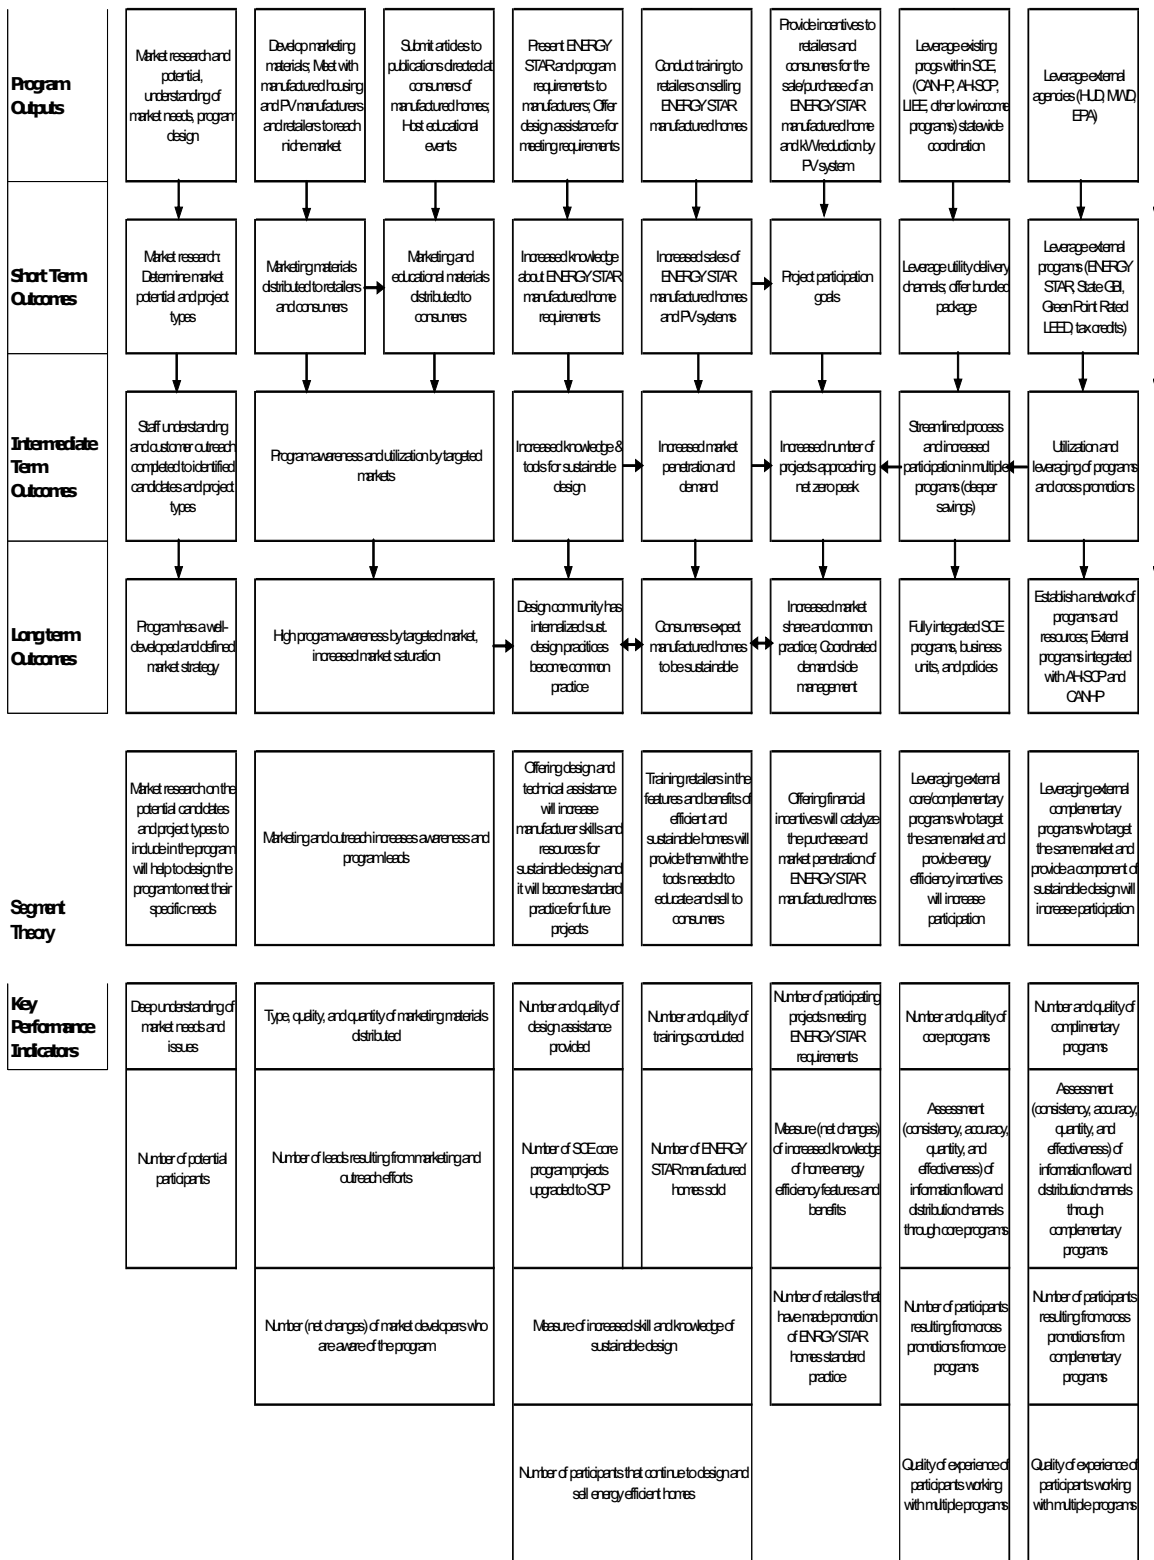 Program
Outputs
Market research and
potential,
understanding of
market needs, program
design
Develop marketing
materials; Meet with
manufactured housing
and PV manufacturers
and retailers to reach
niche market
Submit articles to
publications directed at
consumers of
manufactured homes;
Host educational
events
Present ENERGY
STAR and program
requirements to
manufacturers; Offer
design assistance for
meeting requirements
Conduct training to
retailers on selling
ENERGY STAR
manufactured homes
Provide incentives to
retailers and
consumers for the
sale/purchase of an
ENERGY STAR
manufactured home
and kW reduction by
PV system
Leverage existing
progs within SCE,
(CANHP, AH-SCP,
LIEE, other low-income
programs) statewide
coordination
Leverage external
agencies (HUD, MWD,
EPA)
Short Term
Outcomes
Market research:
Determine market
potential and project
types
Marketing materials
distributed to retailers
and consumers
Marketing and
educational materials
distributed to
consumers
Increased knowledge
about ENERGY STAR
manufactured home
requirements
Increased sales of
ENERGY STAR
manufactured homes
and PV systems
Project participation
goals
Leverage utility delivery
channels; offer bundled
package
Leverage external
programs (ENERGY
STAR, State GBI,
Green Point Rated
LEED, tax credits)
Intermediate
Term
Outcomes
Staff understanding
and customer outreach
completed to identified
candidates and project
types
Program awareness and utilization by targeted
markets
Increased knowledge &
tools for sustainable
design
Increased market
penetration and
demand
Increased number of
projects approaching
net zero peak
Streamlined process
and increased
participation in multiple
programs (deeper
savings)
Utilization and
leveraging of programs
and cross promotions
Long term
Outcomes
Program has a well-
developed and defined
market strategy
High program awareness by targeted market,
increased market saturation
Design community has
internalized sust.
design pracitices
become common
practice
Consumers expect
manufactured homes
to be sustainable
Increased market
share and common
practice; Coordinated
demand side
management
Fully integrated SCE
programs, business
units, and policies
Establish a network of
programs and
resources; External
programs integrated
with AH-SCP and
CANHP
Segment
Theory
Market research on the
potential candidates
and project types to
include in the program
will help to design the
program to meet their
specific needs
Marketing and outreach increases awareness and
program leads
Offering design and
technical assistance
will increase
manufacturer skills and
resources for
sustainable design and
it will become standard
practice for future
projects
Training retailers in the
features and benefits of
efficient and
sustainable homes will
provide them with the
tools needed to
educate and sell to
consumers
Offering financial
incentives will catalyze
the purchase and
market penetration of
ENERGY STAR
manufactured homes
Leveraging external
core/complementary
programs who target
the same market and
provide energy
efficiency incentives
will increase
participation
Leveraging external
complementary
programs who target
the same market and
provide a component of
sustainable design will
increase participation
Key
Performance
Indicators
Deep understanding of
market needs and
issues
Type, quality, and quantity of marketing materials
distributed
Number and quality of
design assistance
provided
Number and quality of
trainings conducted
Number of participating
projects meeting
ENERGY STAR
requirements
Number and quality of
core programs
Number and quality of
complimentary
programs
Number of potential
participants
Number of leads resulting from marketing and
outreach efforts
Number of SCE core
program projects
upgraded to SCP
Number of ENERGY
STAR manufactured
homes sold
Measure (net changes)
of increased knowledge
of home energy
efficiency features and
benefits
Assessment
(consistency, accuracy,
quantity, and
effectiveness) of
information flow and
distribution channels
through core programs
Assessment
(consistency, accuracy,
quantity, and
effectiveness) of
information flow and
distribution channels
through
complementary
programs
Number (net changes) of market developers who
are aware of the program
Measure of increased skill and knowledge of
sustainable design
Number of retailers that
have made promotion
of ENRGY STAR
homes standard
practice
Number of participants
resulting from cross
promotions from core
programs
Number of participants
resulting from cross
promotions from
complementary
programs
Number of participants that continue to design and
sell energy efficient homes
Quality of experience of
participants working
with multiple programs
Quality of experience of
participants working
with multiple programs